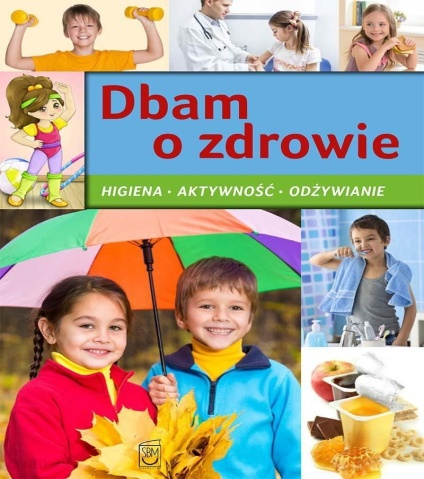 Dbam
o zdrowie
HIGIENA · AKTYWNOŚĆ · ODŻYWIANIE
SBM